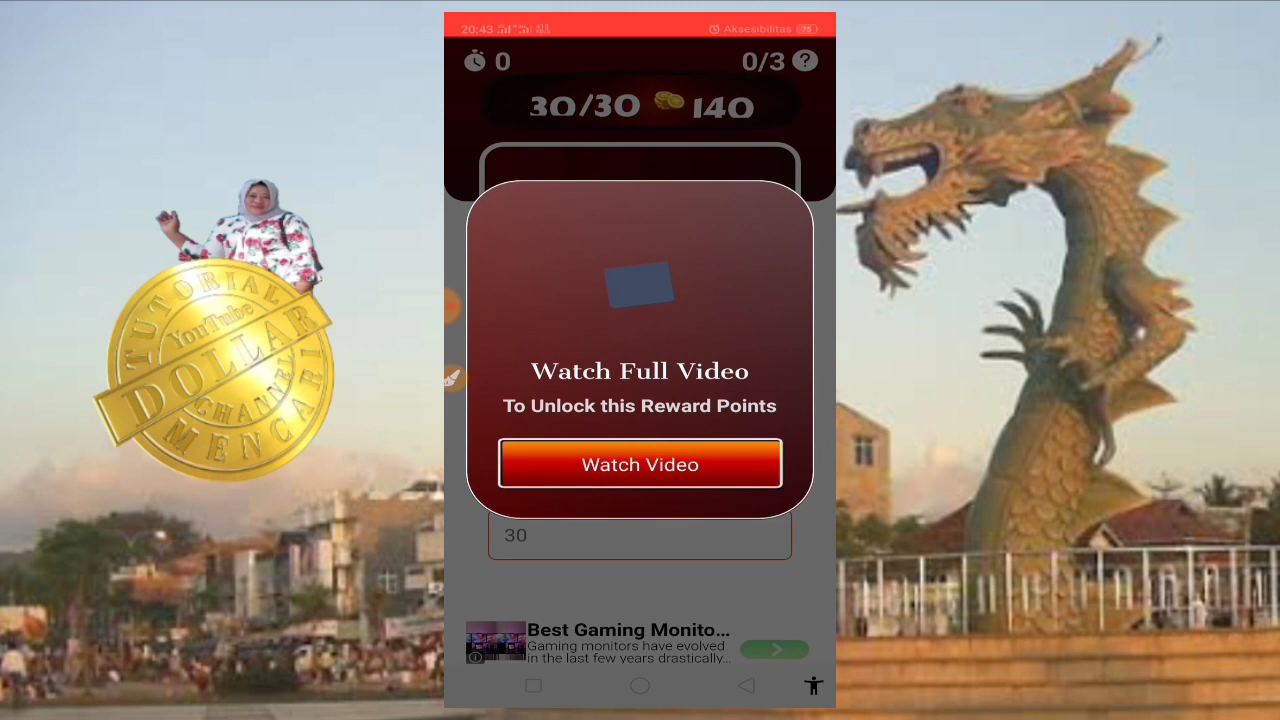 TUTORIAL
YouTube
DOLLAR
CHANNEL
MENCARI
20:43
Aksesibilitas
75
0
0/3
?
30/30
140
Watch Full Video
To Unlock this Reward Points
Watch Video
30
Best Gaming Monito...
Gaming monitors have evolved
in the last few years drastically...